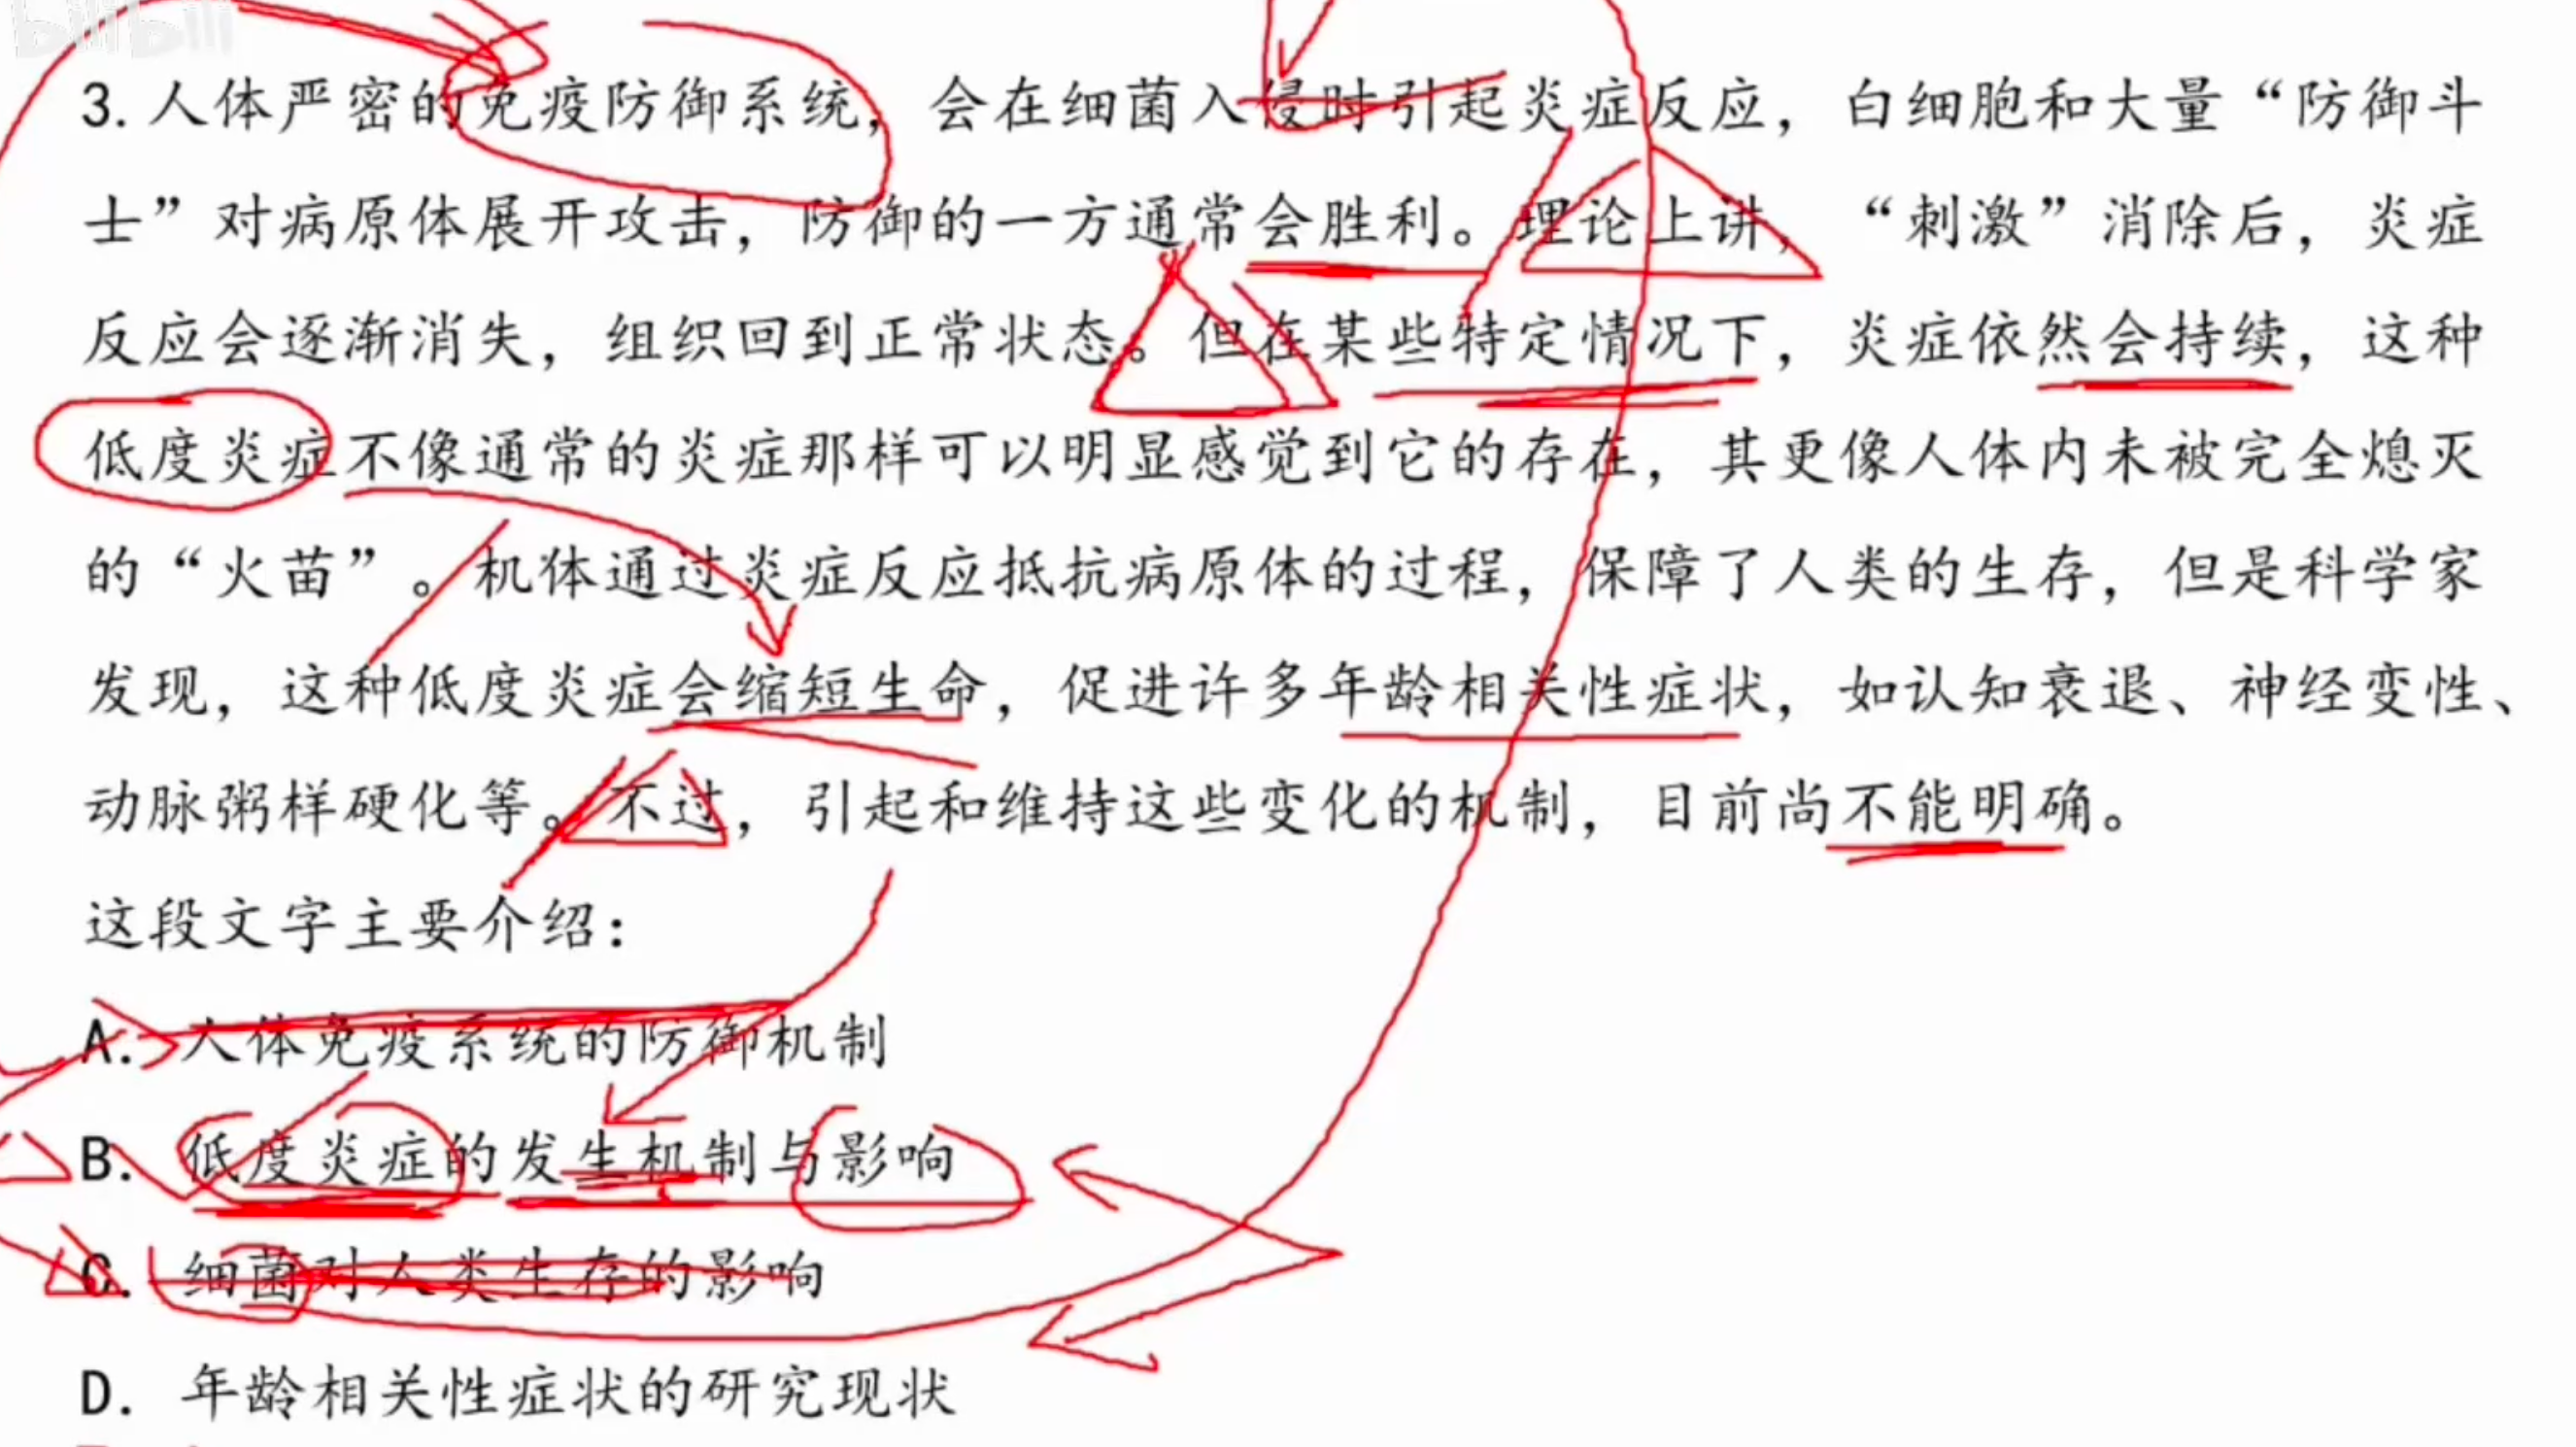 bilibili
3. 人体严密的免疫防御系统，会在细菌入侵时引起炎症反应，白细胞和大量“防御斗
士”对病原体展开攻击，防御的一方通常会胜利。理论上讲，“刺激”消除后，炎症
反应会逐渐消失，组织回到正常状态。但在某些特定情况下，炎症依然会持续，这种
低度炎症不像通常的炎症那样可以明显感觉到它的存在，其更像人体内未被完全熄灭
的“火苗”。机体通过炎症反应抵抗病原体的过程，保障了人类的生存，但是科学家
发现，这种低度炎症会缩短生命，促进许多年龄相关性症状，如认知衰退、神经变性、
动脉粥样硬化等。不过，引起和维持这些变化的机制，目前尚不能明确。
这段文字主要介绍：
A. 人体免疫系统的防御机制
B. 低度炎症的发生机制与影响
C. 细菌对人类生存的影响
D. 年龄相关性症状的研究现状